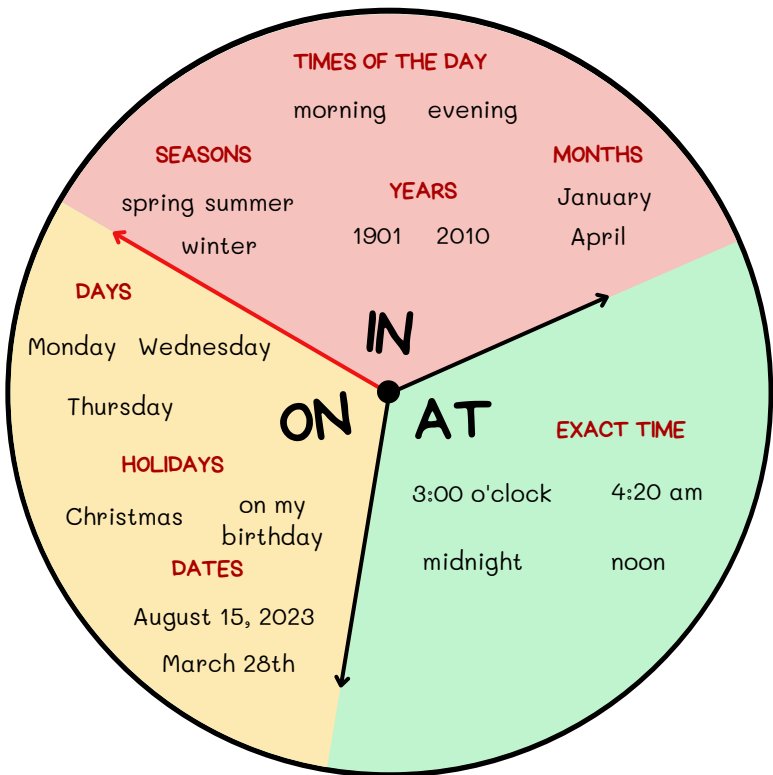 TIMES OF THE DAY
morning evening
SEASONS
spring summer
winter
YEARS
1901 2010
MONTHS
January
April
IN
DAYS
Monday Wednesday
Thursday
ON
HOLIDAYS
Christmas
on my
birthday
DATES
August 15, 2023
March 28th
AT
EXACT TIME
3:00 o'clock 4:20 am
midnight noon